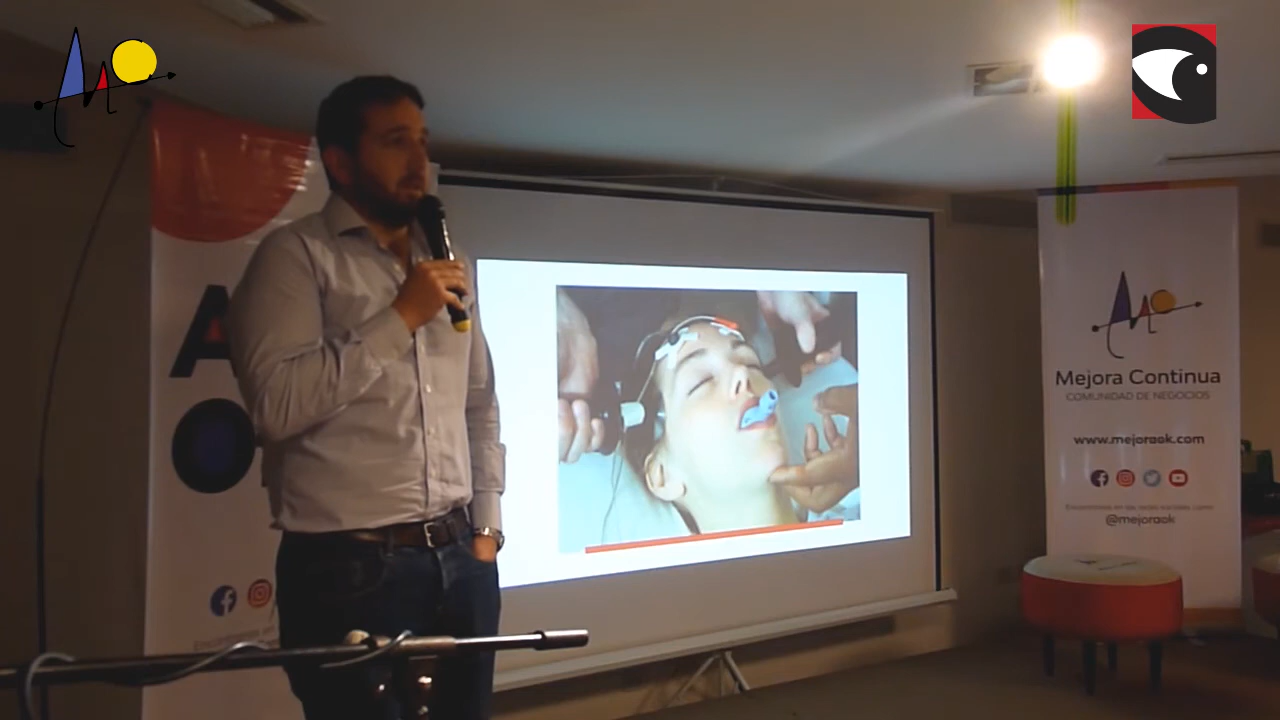 A
O
Mejora Continua
COMUNIDAD DE NEGOCIOS
www.mejoraok.com
@mejoraok